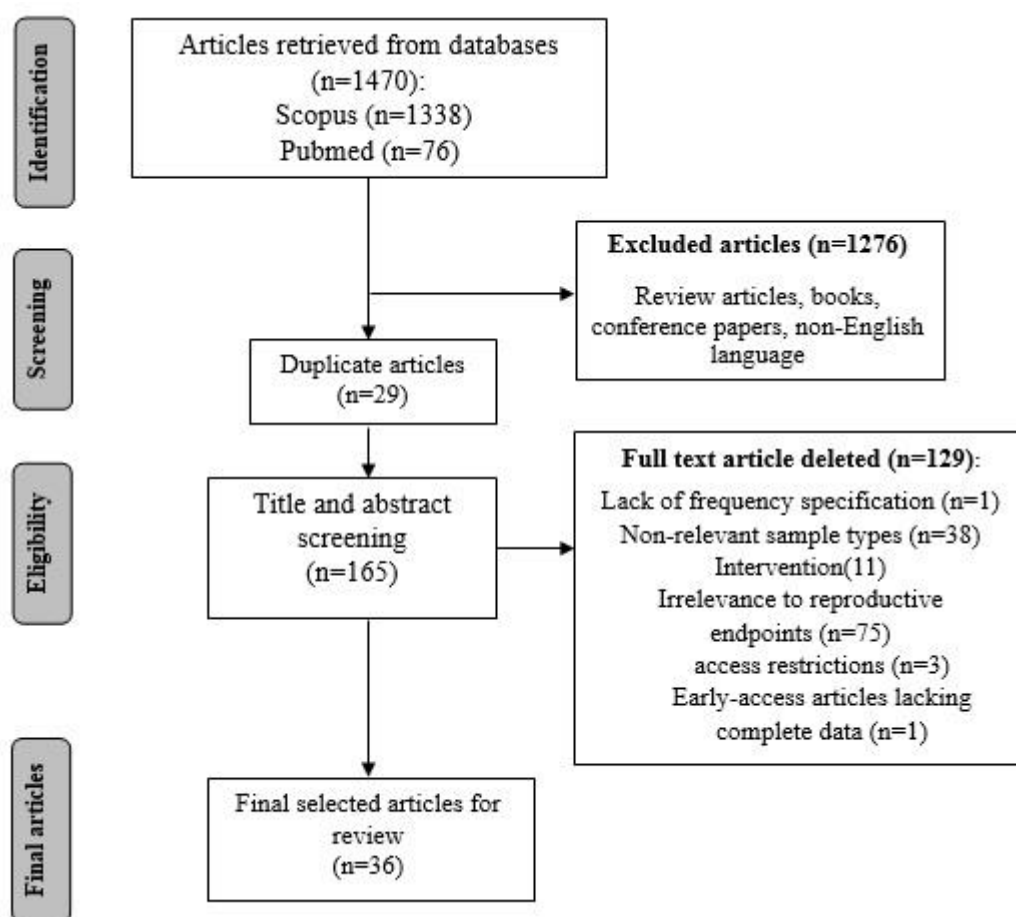 Identification
Articles retrieved from databases
(n=1470):
Scopus (n=1338)
Pubmed (n=76)
Screening
Excluded articles (n=1276)
Review articles, books,
conference papers, non-English
language
Duplicate articles
(n=29)
Eligibility
Title and abstract
screening
(n=165)
Full text article deleted (n=129):
Lack of frequency specification (n=1)
Non-relevant sample types (n=38)
Intervention(11)
Irrelevance to reproductive
endpoints (n=75)
access restrictions (n=3)
Early-access articles lacking
complete data (n=1)
Final articles
Final selected articles for
review
(n=36)